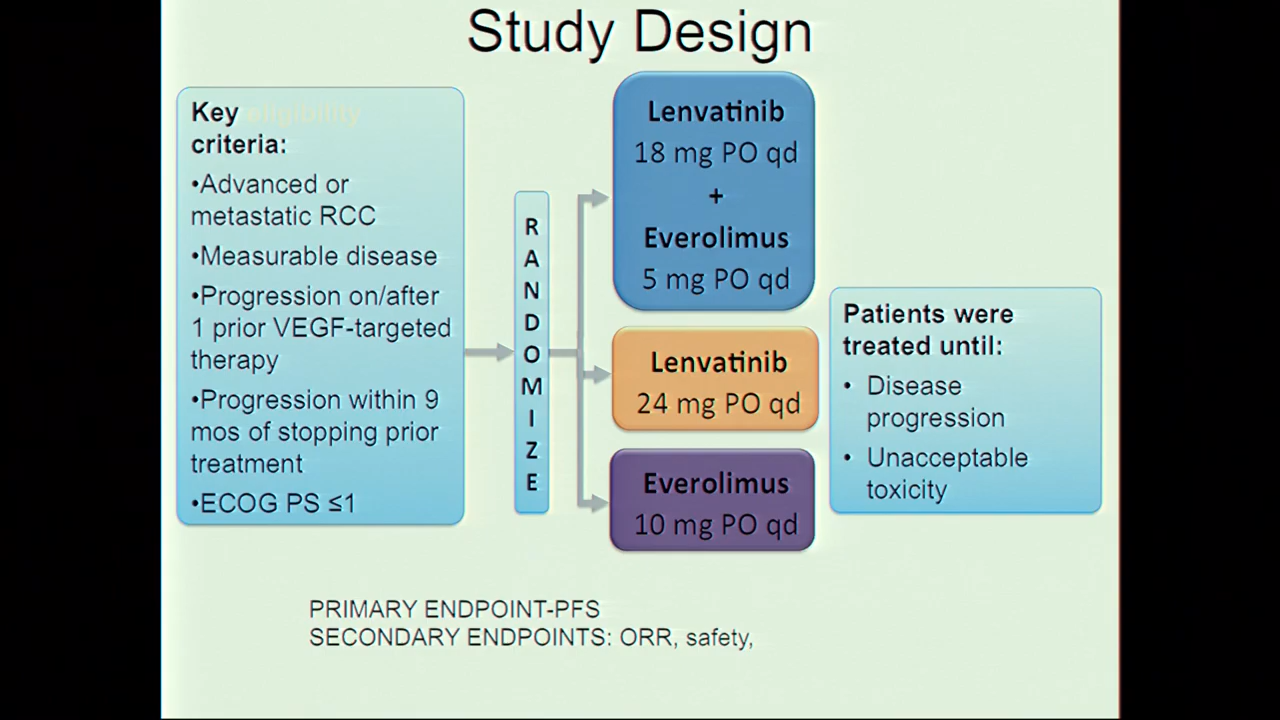 Study Design
Key eligibility
criteria:
•Advanced or
metastatic RCC
•Measurable disease
•Progression on/after
1 prior VEGF-targeted
therapy
•Progression within 9
mos of stopping prior
treatment
•ECOG PS ≤1
RANDOMIZE
Lenvatinib
18 mg PO qd
+
Everolimus
5 mg PO qd
Lenvatinib
24 mg PO qd
Everolimus
10 mg PO qd
Patients were
treated until:
• Disease
progression
• Unacceptable
toxicity
PRIMARY ENDPOINT-PFS
SECONDARY ENDPOINTS: ORR, safety,